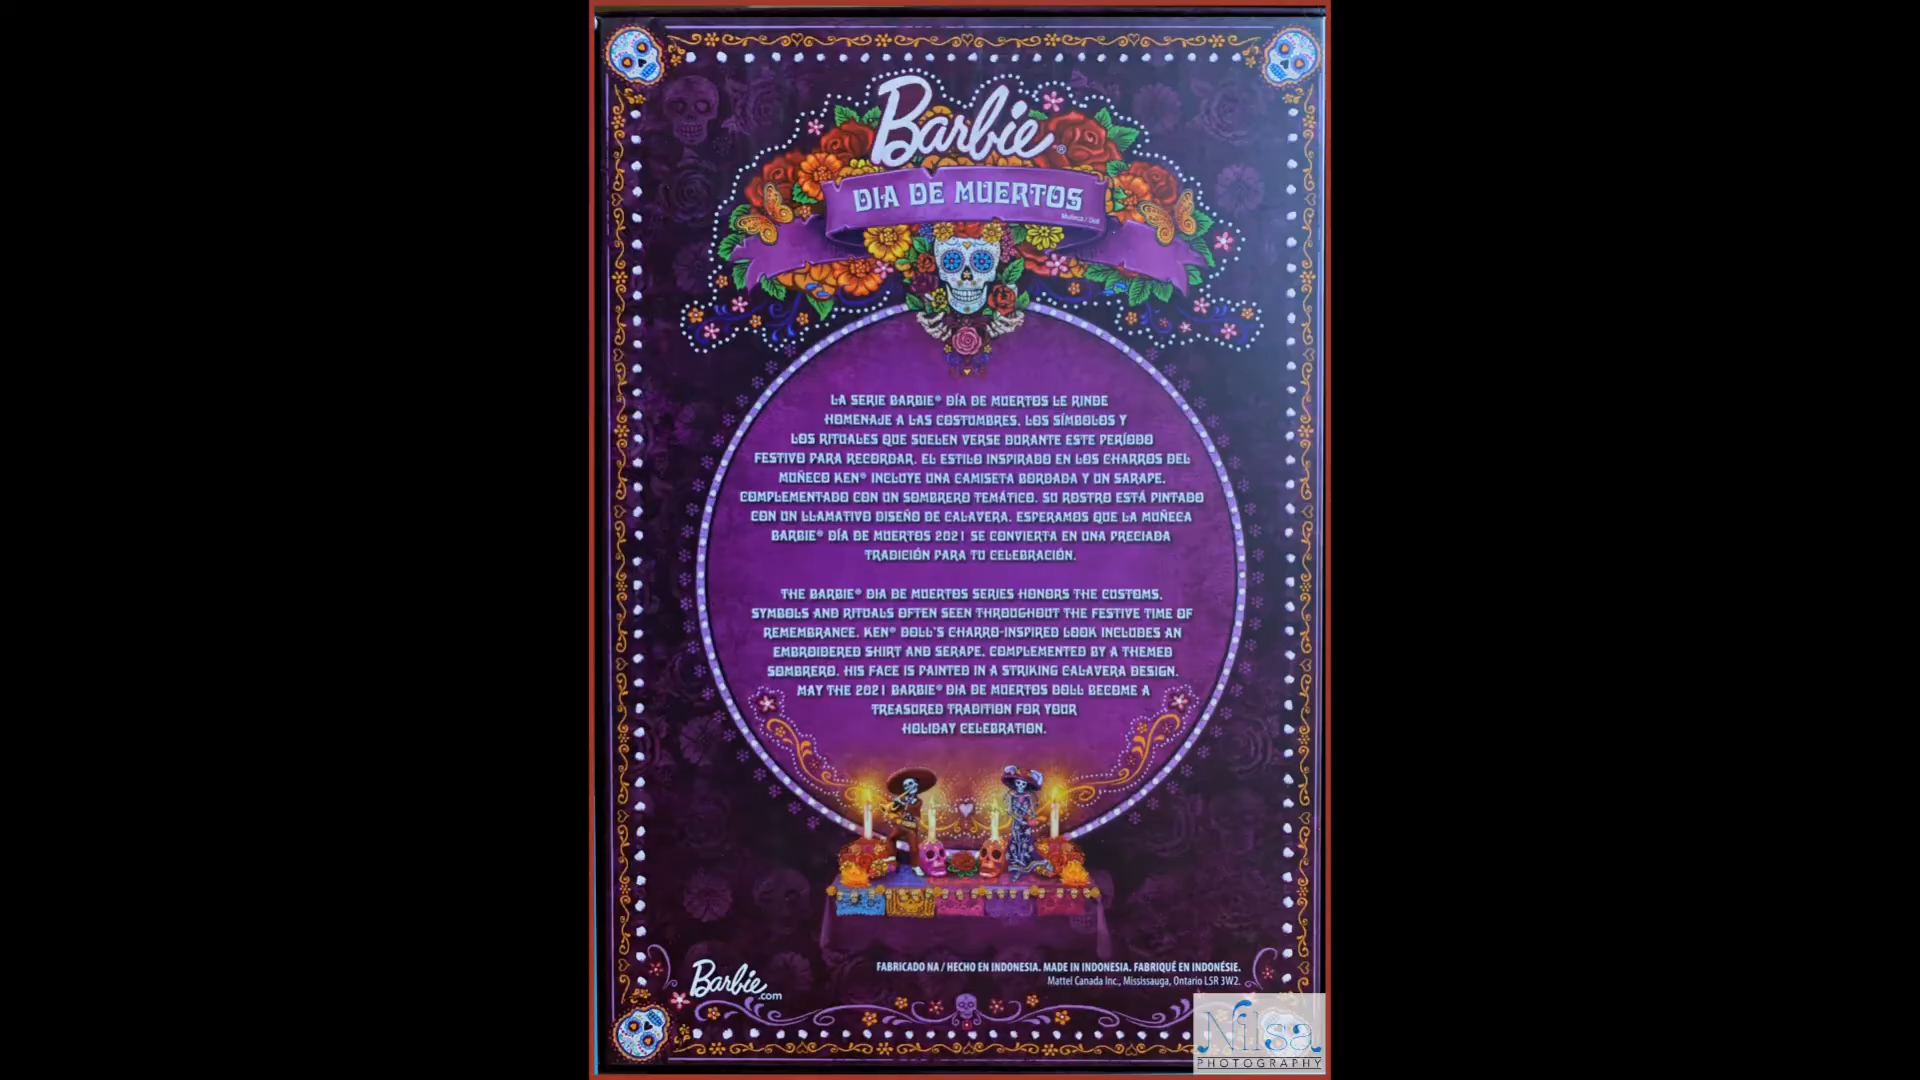 Barbie®
DIA DE MUERTOS
Muñeca / Doll
LA SERIE BARBIE® DÍA DE MUERTOS LE RINDE
HOMENAJE A LAS COSTUMBRES, LOS SÍMBOLOS Y
LOS RITUALES QUE SUELEN VERSE DURANTE ESTE PERÍODO
FESTIVO PARA RECORDAR. EL ESTILO INSPIRADO EN LOS CHARROS DEL
MUÑECO KEN® INCLUYE UNA CAMISETA BORDADA Y UN SARAPE,
COMPLEMENTADO CON UN SOMBRERO TEMÁTICO. SU ROSTRO ESTÁ PINTADO
CON UN LLAMATIVO DISEÑO DE CALAVERA. ESPERAMOS QUE LA MUÑECA
BARBIE® DÍA DE MUERTOS 2021 SE CONVIERTA EN UNA PRECIADA
TRADICIÓN PARA TU CELEBRACIÓN.
THE BARBIE® DIA DE MUERTOS SERIES HONORS THE CUSTOMS,
SYMBOLS AND RITUALS OFTEN SEEN THROUGHOUT THE FESTIVE TIME OF
REMEMBRANCE. KEN® DOLL'S CHARRO-INSPIRED LOOK INCLUDES AN
EMBROIDERED SHIRT AND SERAPE, COMPLEMENTED BY A THEMED
SOMBRERO. HIS FACE IS PAINTED IN A STRIKING CALAVERA DESIGN.
MAY THE 2021 BARBIE® DIA DE MUERTOS DOLL BECOME A
TREASURED TRADITION FOR YOUR
HOLIDAY CELEBRATION.
Barbie.com
FABRICADO NA / HECHO EN INDONESIA. MADE IN INDONESIA. FABRIQUÉ EN INDONÉSIE.
Mattel Canada Inc., Mississauga, Ontario L5R 3W2.
Nilsa
PHOTOGRAPHY